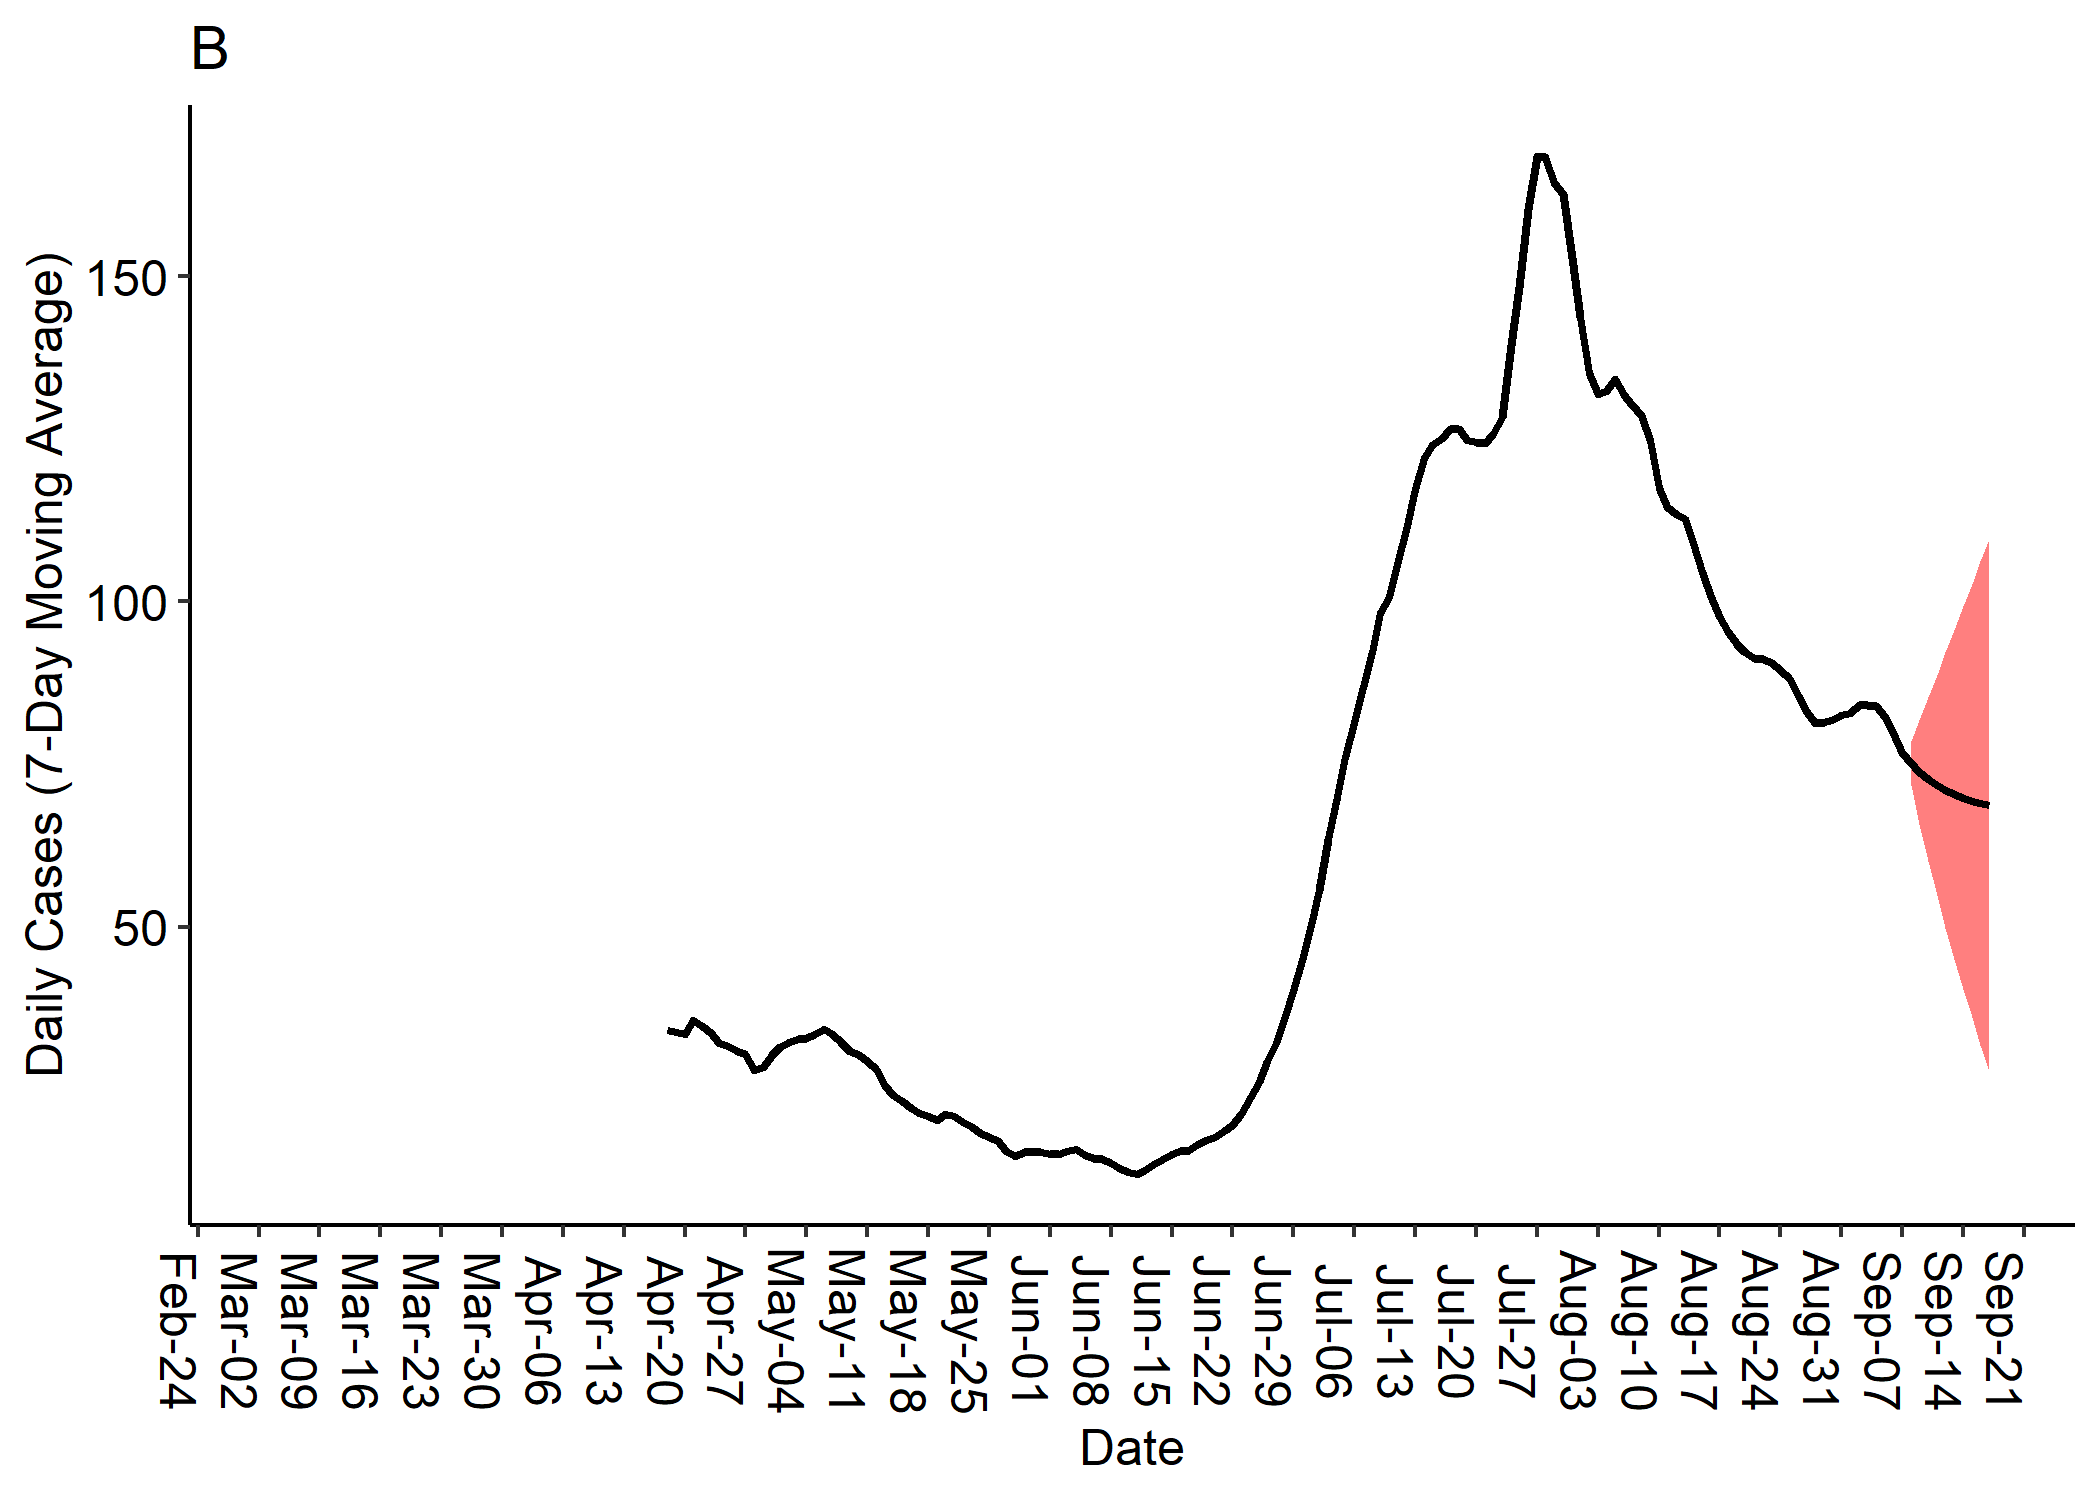 B
Daily Cases (7-Day Moving Average)
150
100
50
Feb-24
Mar-02
Mar-09
Mar-16
Mar-23
Mar-30
Apr-06
Apr-13
Apr-20
Apr-27
May-04
May-11
May-18
May-25
Jun-01
Jun-08
Jun-15
Jun-22
Jun-29
Jul-06
Jul-13
Jul-20
Jul-27
Aug-03
Aug-10
Aug-17
Aug-24
Aug-31
Sep-07
Sep-14
Sep-21
Date